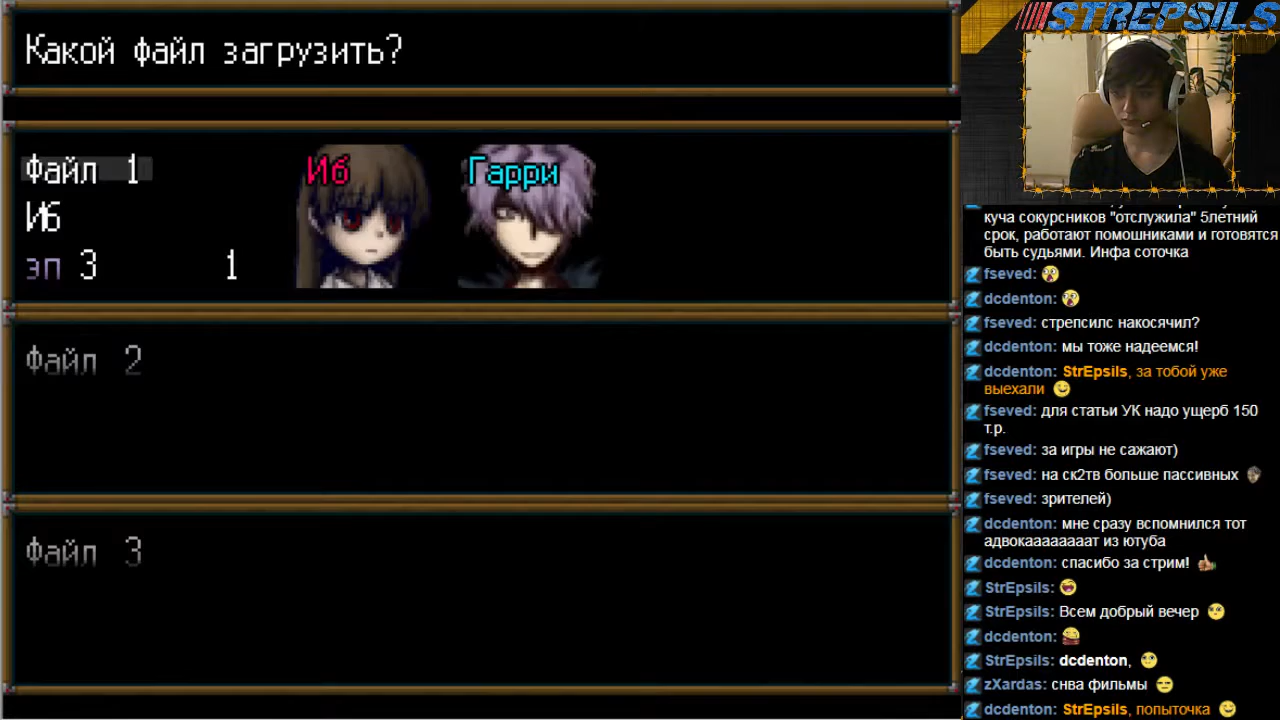 Какой файл загрузить?
Файл 1
Иб
эп 3 1
Иб
Гарри
Файл 2
Файл 3
STREPSILS
куча сокурсников "отслужила" 5летний
срок, работают помошниками и готовятся
быть судьями. Инфа соточка
fseved:
dcdenton:
fseved: стрепсилс накосячил?
dcdenton: мы тоже надеемся!
dcdenton: StrEpsils, за тобой уже
выехали
fseved: для статьи УК надо ущерб 150
т.р.
fseved: за игры не сажают)
fseved: на ск2тв больше пассивных
fseved: зрителей)
dcdenton: мне сразу вспомнился тот
адвокаааааааат из ютуба
dcdenton: спасибо за стрим!
StrEpsils:
StrEpsils: Всем добрый вечер
dcdenton:
StrEpsils: dcdenton,
zXardas: снва фильмы
dcdenton: StrEpsils, попыточка